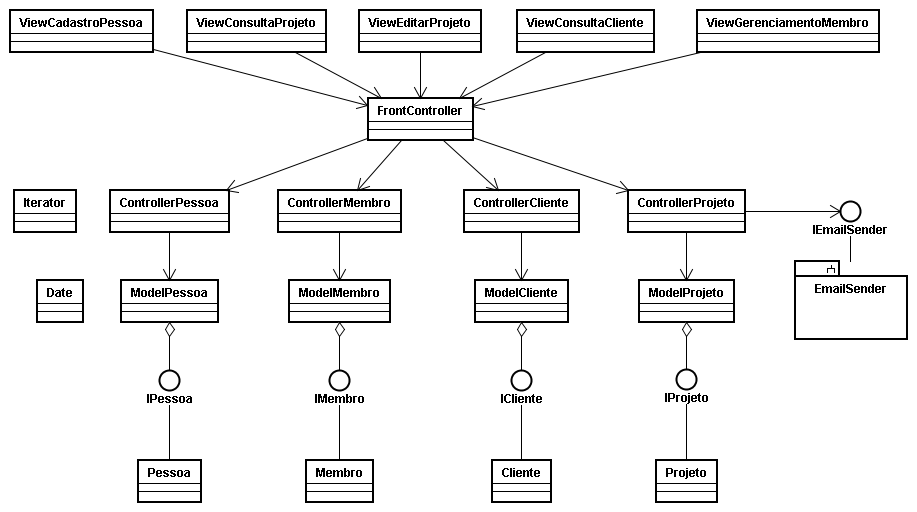 ViewCadastroPessoa
ViewConsultaProjeto
ViewEditarProjeto
ViewConsultaCliente
ViewGerenciamentoMembro
FrontController
Iterator
ControllerPessoa
ControllerMembro
ControllerCliente
ControllerProjeto
IEmailSender
Date
ModelPessoa
ModelMembro
ModelCliente
ModelProjeto
EmailSender
IPessoa
IMembro
ICliente
IProjeto
Pessoa
Membro
Cliente
Projeto